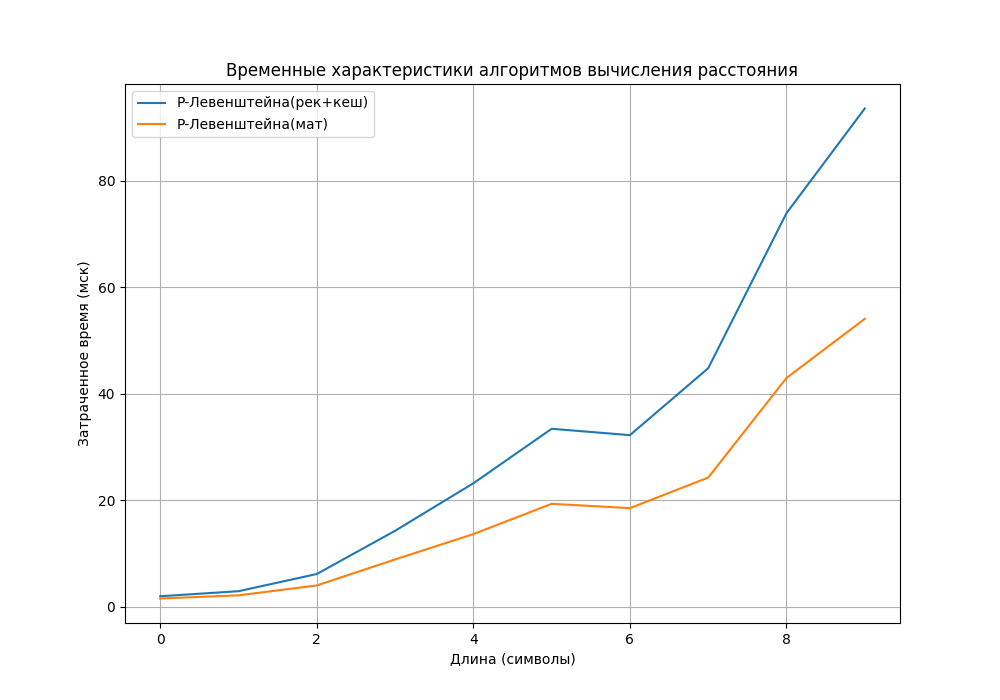 Временные характеристики алгоритмов вычисления расстояния
Р-Левенштейна(рек+кеш)
Р-Левенштейна(мат)
Затраченное время (мск)
80
60
40
20
0
0 2 4 6 8
Длина (символы)